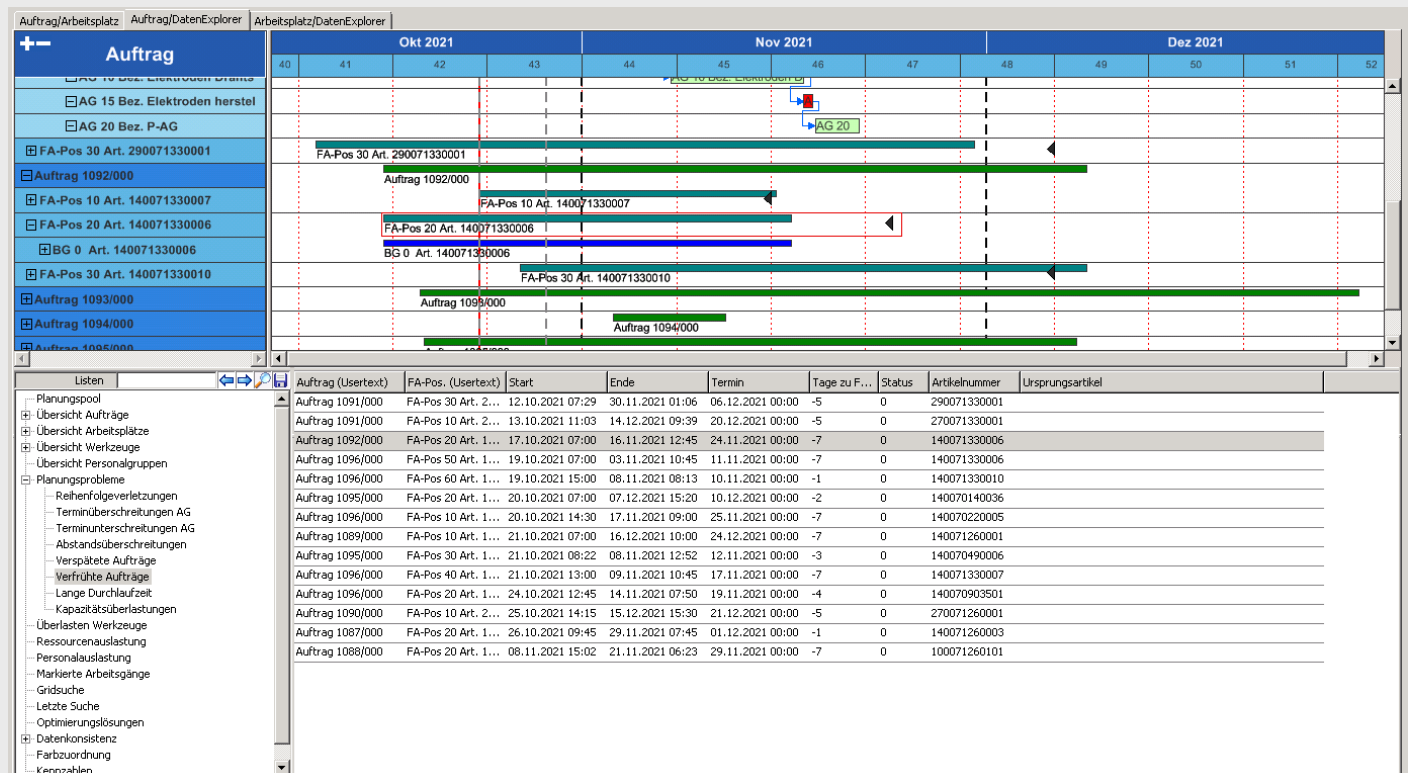 Auftrag/Arbeitsplatz Auftrag/DatenExplorer Arbeitsplatz/DatenExplorer
Auftrag
Okt 2021 Nov 2021 Dez 2021
40 41 42 43 44 45 46 47 48 49 50 51 52
AG 10 Bez. Elektroden Drahts
AG 10 Bez. Elektroden D
AG 15 Bez. Elektroden herstel
A
AG 20 Bez. P-AG
AG 20
FA-Pos 30 Art. 290071330001
FA-Pos 30 Art. 290071330001
Auftrag 1092/000
Auftrag 1092/000
FA-Pos 10 Art. 140071330007
FA-Pos 10 Art. 140071330007
FA-Pos 20 Art. 140071330006
FA-Pos 20 Art. 140071330006
BG 0 Art. 140071330006
BG 0 Art. 140071330006
FA-Pos 30 Art. 140071330010
FA-Pos 30 Art. 140071330010
Auftrag 1093/000
Auftrag 1093/000
Auftrag 1094/000
Auftrag 1094/000
Auftrag 1095/000
Listen
Planungspool
Übersicht Aufträge
Übersicht Arbeitsplätze
Übersicht Werkzeuge
Übersicht Personalgruppen
Planungsprobleme
Reihenfolgeverletzungen
Terminüberschreitungen AG
Terminunterschreitungen AG
Abstandsüberschreitungen
Verspätete Aufträge
Verfrühte Aufträge
Lange Durchlaufzeit
Kapazitätsüberlastungen
Überlasten Werkzeuge
Ressourcenauslastung
Personalauslastung
Markierte Arbeitsgänge
Gridsuche
Letzte Suche
Optimierungslösungen
Datenkonsistenz
Farbzuordnung
Kennzahlen
Auftrag (Usertext) FA-Pos. (Usertext) Start Ende Termin Tage zu F... Status Artikelnummer Ursprungsartikel
Auftrag 1091/000 FA-Pos 30 Art. 2... 12.10.2021 07:29 30.11.2021 01:06 06.12.2021 00:00 -5 0 290071330001
Auftrag 1091/000 FA-Pos 10 Art. 2... 13.10.2021 11:03 14.12.2021 09:39 20.12.2021 00:00 -5 0 270071330001
Auftrag 1092/000 FA-Pos 20 Art. 1... 17.10.2021 07:00 16.11.2021 12:45 24.11.2021 00:00 -7 0 140071330006
Auftrag 1096/000 FA-Pos 50 Art. 1... 19.10.2021 07:00 03.11.2021 10:45 11.11.2021 00:00 -7 0 140071330006
Auftrag 1096/000 FA-Pos 60 Art. 1... 19.10.2021 15:00 08.11.2021 08:13 10.11.2021 00:00 -1 0 140071330010
Auftrag 1095/000 FA-Pos 20 Art. 1... 20.10.2021 07:00 07.12.2021 15:20 10.12.2021 00:00 -2 0 140070140036
Auftrag 1096/000 FA-Pos 10 Art. 1... 20.10.2021 14:30 17.11.2021 09:00 25.11.2021 00:00 -7 0 140070220005
Auftrag 1089/000 FA-Pos 10 Art. 1... 21.10.2021 07:00 16.12.2021 10:00 24.12.2021 00:00 -7 0 140071260001
Auftrag 1095/000 FA-Pos 30 Art. 1... 21.10.2021 08:22 08.11.2021 12:52 12.11.2021 00:00 -3 0 140070490006
Auftrag 1096/000 FA-Pos 40 Art. 1... 21.10.2021 13:00 09.11.2021 10:45 17.11.2021 00:00 -7 0 140071330007
Auftrag 1096/000 FA-Pos 20 Art. 1... 24.10.2021 12:45 14.11.2021 07:50 19.11.2021 00:00 -4 0 140070903501
Auftrag 1090/000 FA-Pos 10 Art. 2... 25.10.2021 14:15 15.12.2021 15:30 21.12.2021 00:00 -5 0 270071260001
Auftrag 1087/000 FA-Pos 20 Art. 1... 26.10.2021 09:45 29.11.2021 07:45 01.12.2021 00:00 -1 0 140071260003
Auftrag 1088/000 FA-Pos 20 Art. 1... 08.11.2021 15:02 21.11.2021 06:23 29.11.2021 00:00 -7 0 100071260101